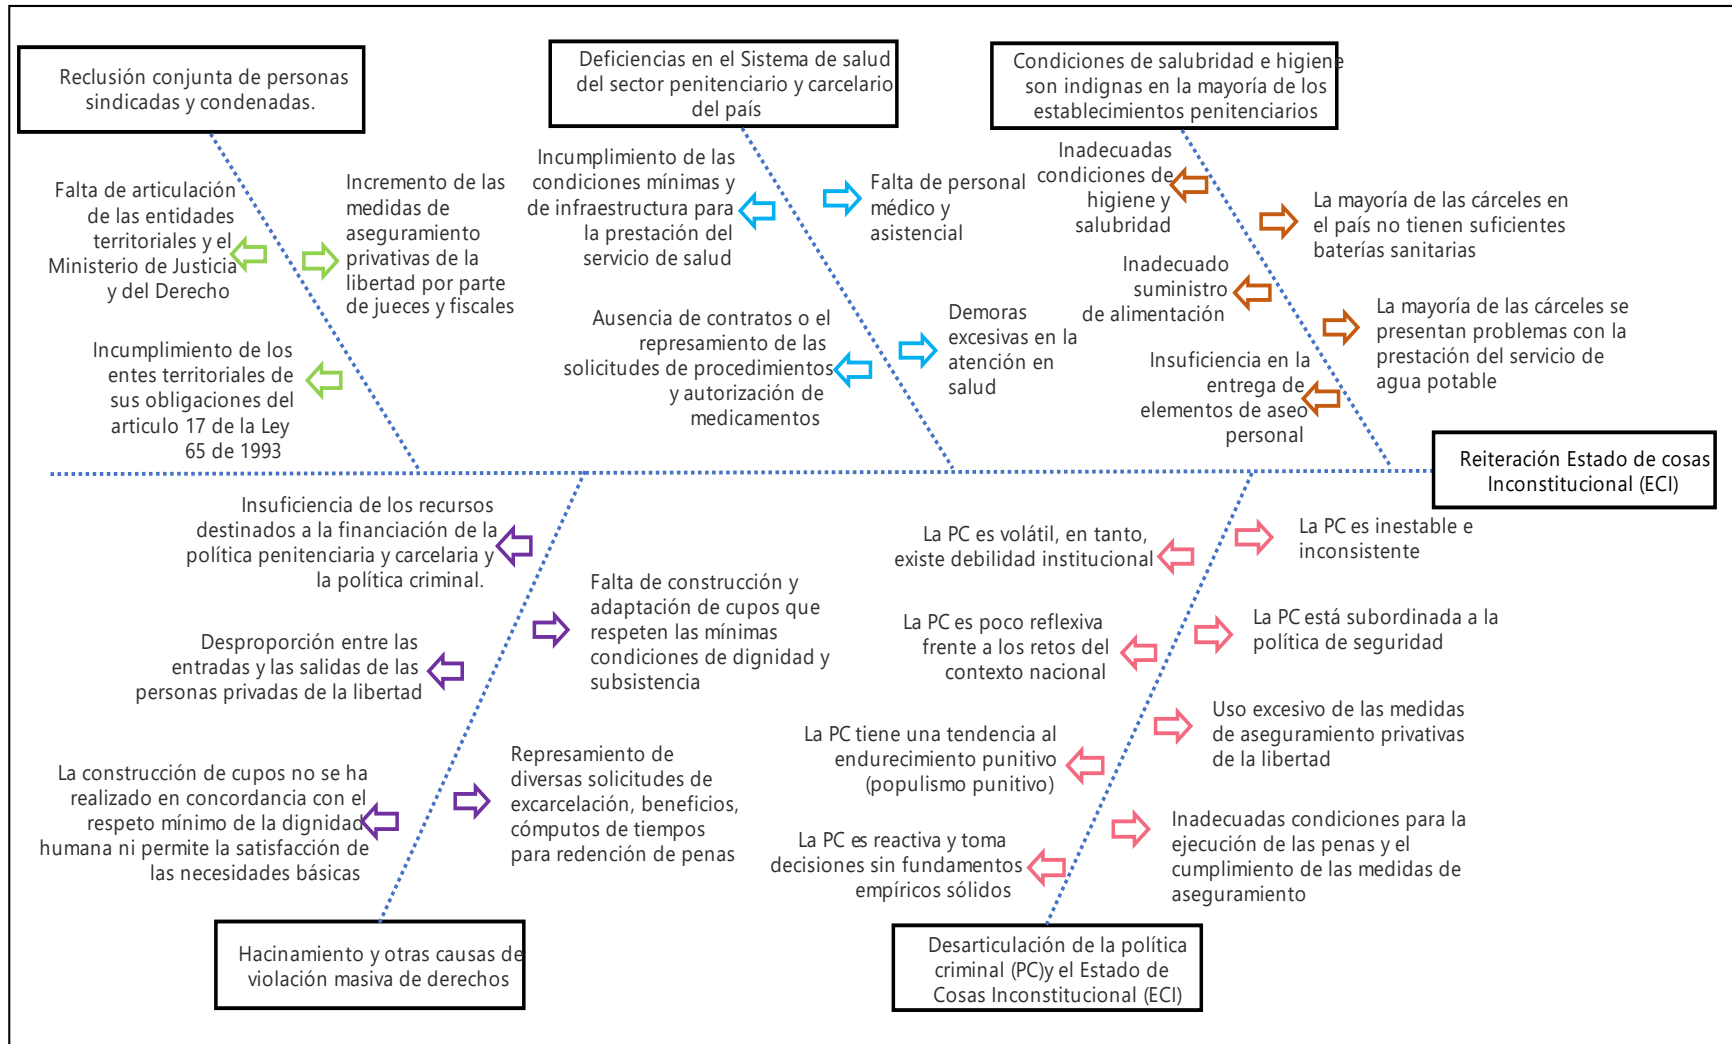 Reclusión conjunta de personas
sindicadas y condenadas.
Deficiencias en el Sistema de salud
del sector penitenciario y carcelario
del país
Condiciones de salubridad e higiene
son indignas en la mayoría de los
establecimientos penitenciarios
Falta de articulación
de las entidades
territoriales y el
Ministerio de Justicia
y del Derecho
Incremento de las
medidas de
aseguramiento
privativas de la
libertad por parte
de jueces y fiscales
Incumplimiento de los
entes territoriales de
sus obligaciones del
articulo 17 de la Ley
65 de 1993
Incumplimiento de las
condiciones mínimas y
de infraestructura para
la prestación del
servicio de salud
Falta de personal
médico y
asistencial
Ausencia de contratos o el
represamiento de las
solicitudes de procedimientos
y autorización de
medicamentos
Demoras
excesivas en la
atención en
salud
Inadecuadas
condiciones de
higiene y
salubridad
La mayoría de las cárceles en
el país no tienen suficientes
baterías sanitarias
Inadecuado
suministro
de alimentación
La mayoría de las cárceles se
presentan problemas con la
prestación del servicio de
agua potable
Insuficiencia en la
entrega de
elementos de aseo
personal
Reiteración Estado de cosas
Inconstitucional (ECI)
Insuficiencia de los recursos
destinados a la financiación de la
política penitenciaria y carcelaria y
la política criminal.
Falta de construcción y
adaptación de cupos que
respeten las mínimas
condiciones de dignidad y
subsistencia
Desproporción entre las
entradas y las salidas de las
personas privadas de la libertad
Represamiento de
diversas solicitudes de
excarcelación, beneficios,
cómputos de tiempos
para redención de penas
La construcción de cupos no se ha
realizado en concordancia con el
respeto mínimo de la dignidad
humana ni permite la satisfacción de
las necesidades básicas
La PC es volátil, en tanto,
existe debilidad institucional
La PC es inestable e
inconsistente
La PC es poco reflexiva
frente a los retos del
contexto nacional
La PC está subordinada a la
política de seguridad
La PC tiene una tendencia al
endurecimiento punitivo
(populismo punitivo)
Uso excesivo de las medidas
de aseguramiento privativas
de la libertad
La PC es reactiva y toma
decisiones sin fundamentos
empíricos sólidos
Inadecuadas condiciones para la
ejecución de las penas y el
cumplimiento de las medidas de
aseguramiento
Hacinamiento y otras causas de
violación masiva de derechos
Desarticulación de la política
criminal (PC)y el Estado de
Cosas Inconstitucional (ECI)